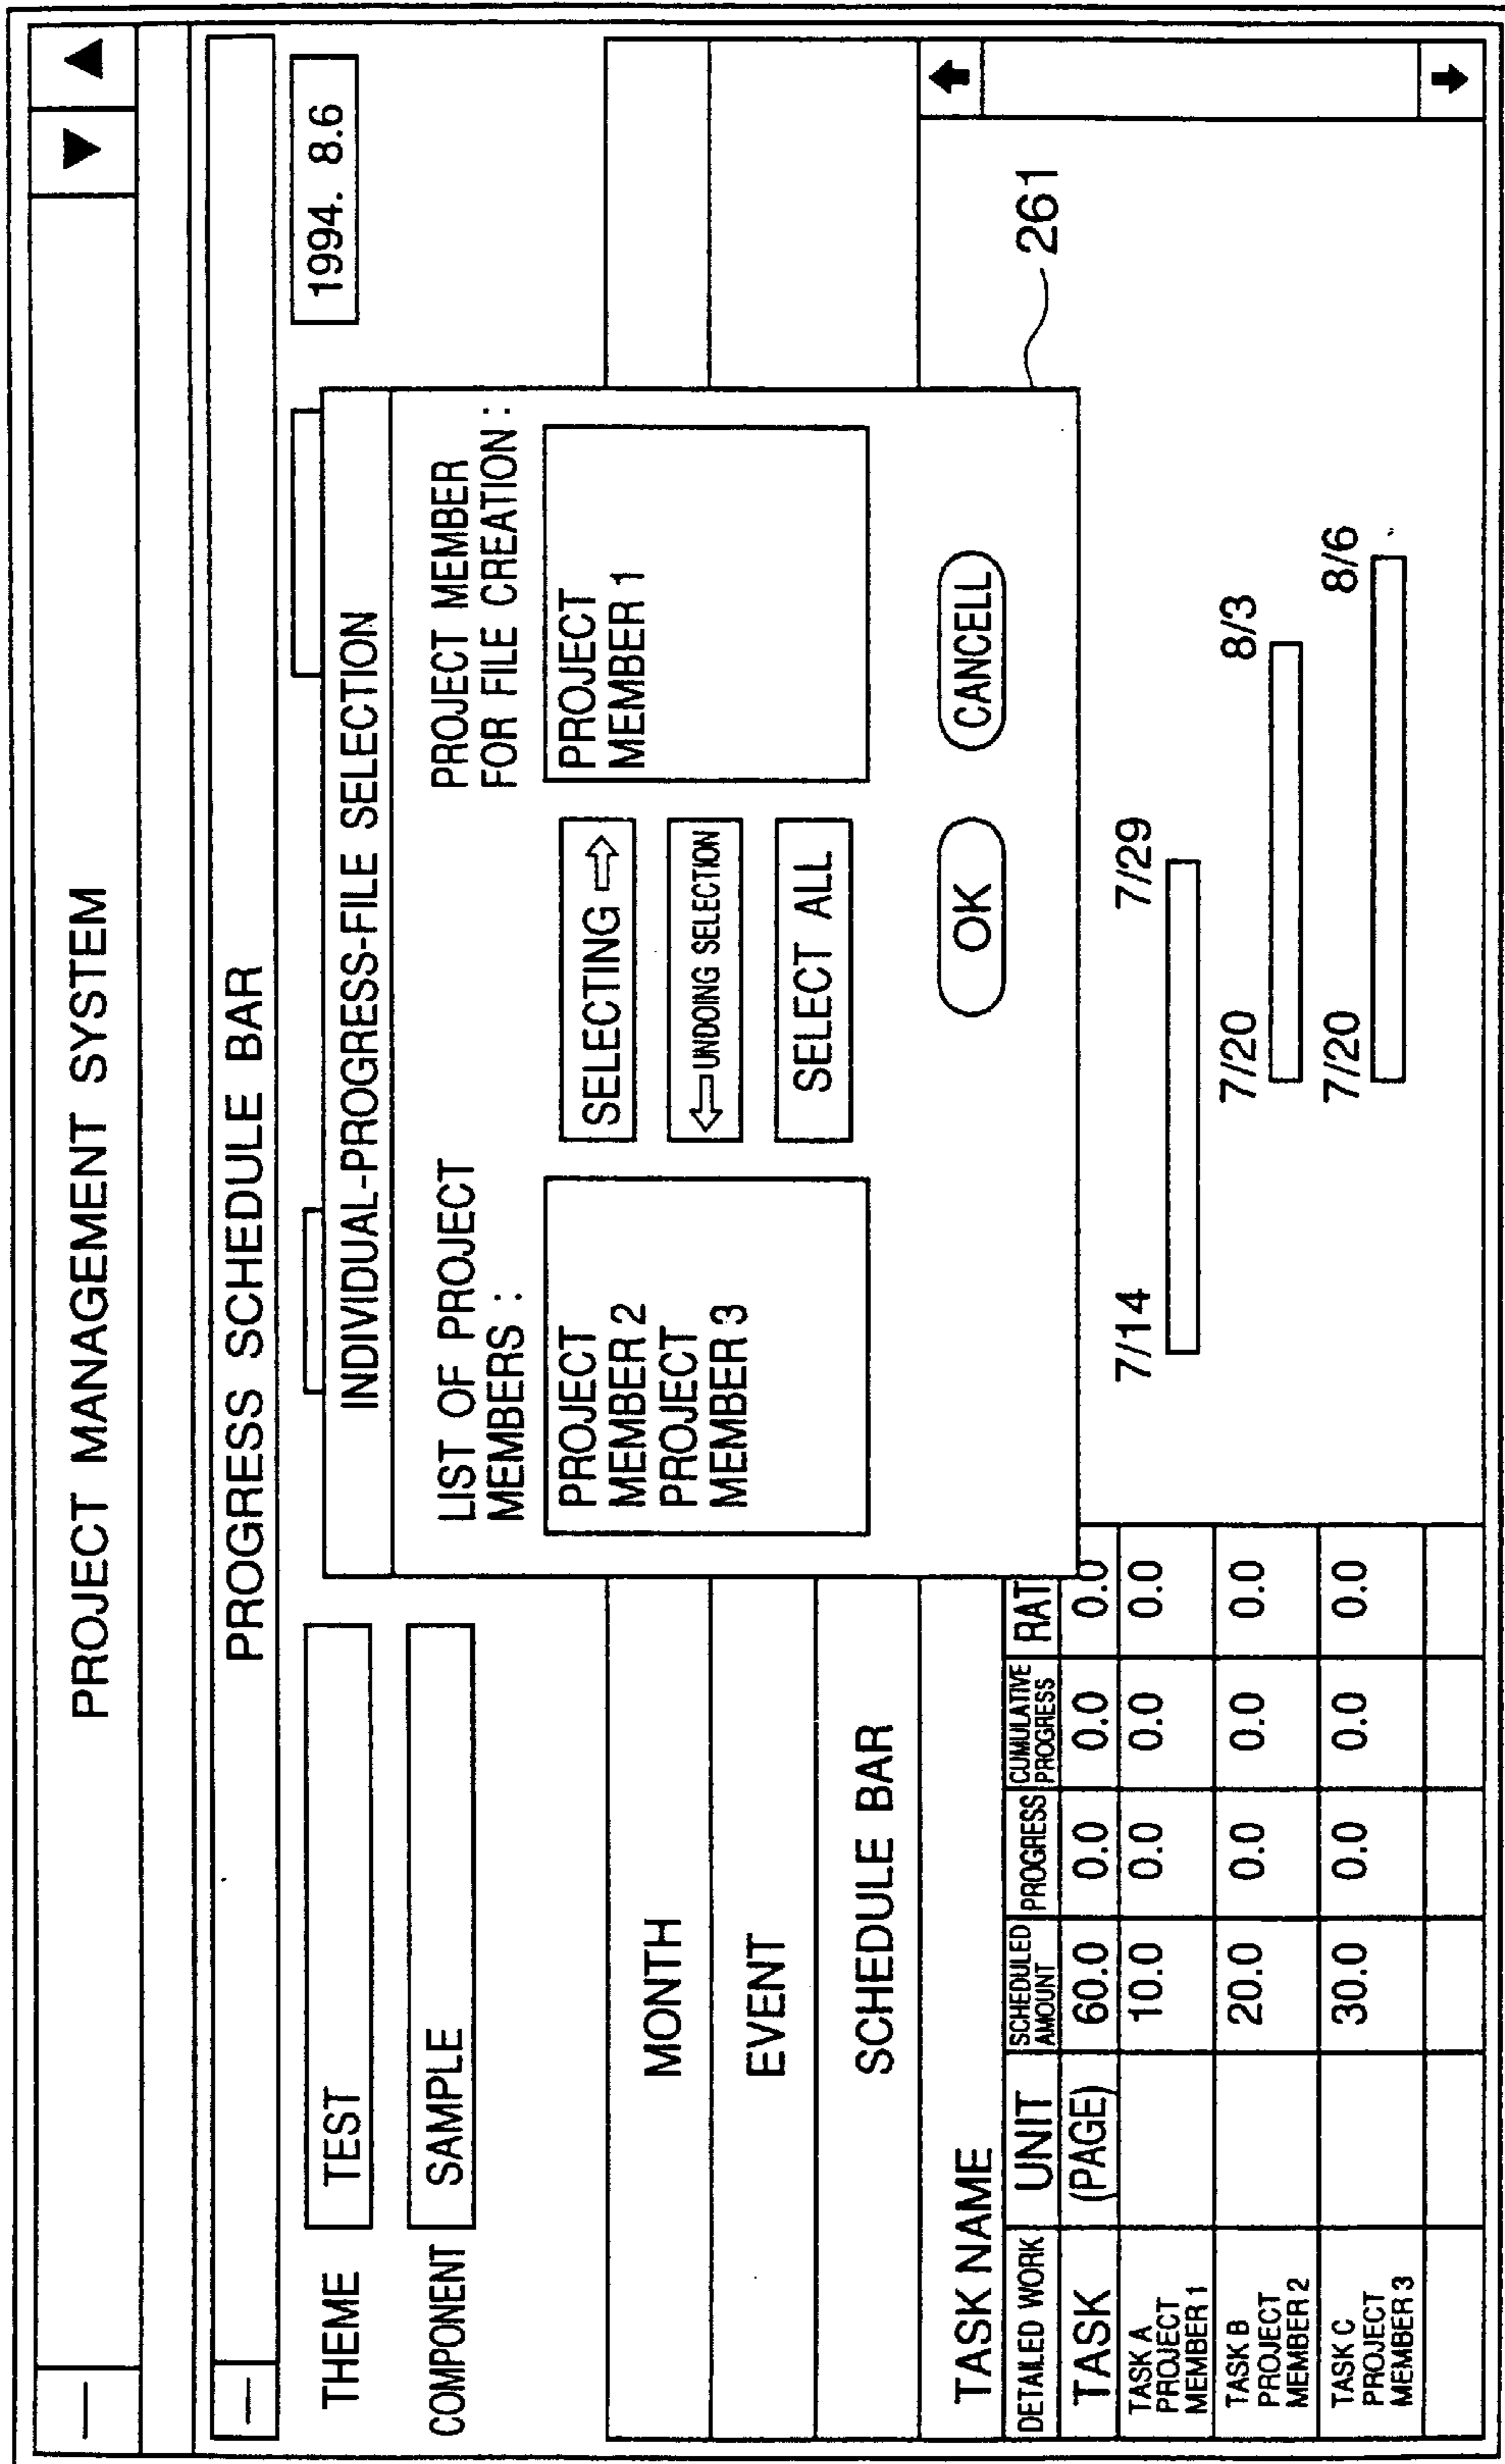 PROJECT MANAGEMENT SYSTEM
PROGRESS SCHEDULE BAR
THEME
TEST
1994. 8.6
COMPONENT
SAMPLE
INDIVIDUAL-PROGRESS-FILE SELECTION
LIST OF PROJECT
MEMBERS :
PROJECT
MEMBER 2
PROJECT
MEMBER 3
SELECTING ⇨
⇦ UNDOING SELECTION
SELECT ALL
PROJECT MEMBER
FOR FILE CREATION :
PROJECT
MEMBER 1
OK
CANCELL
261
MONTH
EVENT
SCHEDULE BAR
TASK NAME
DETAILED WORK UNIT SCHEDULED AMOUNT PROGRESS CUMULATIVE PROGRESS RAT
TASK (PAGE) 60.0 0.0 0.0 0.0
TASK A
PROJECT
MEMBER 1
10.0 0.0 0.0 0.0
7/14 7/29
TASK B
PROJECT
MEMBER 2
20.0 0.0 0.0 0.0
7/20 8/3
TASK C
PROJECT
MEMBER 3
30.0 0.0 0.0 0.0
7/20 8/6